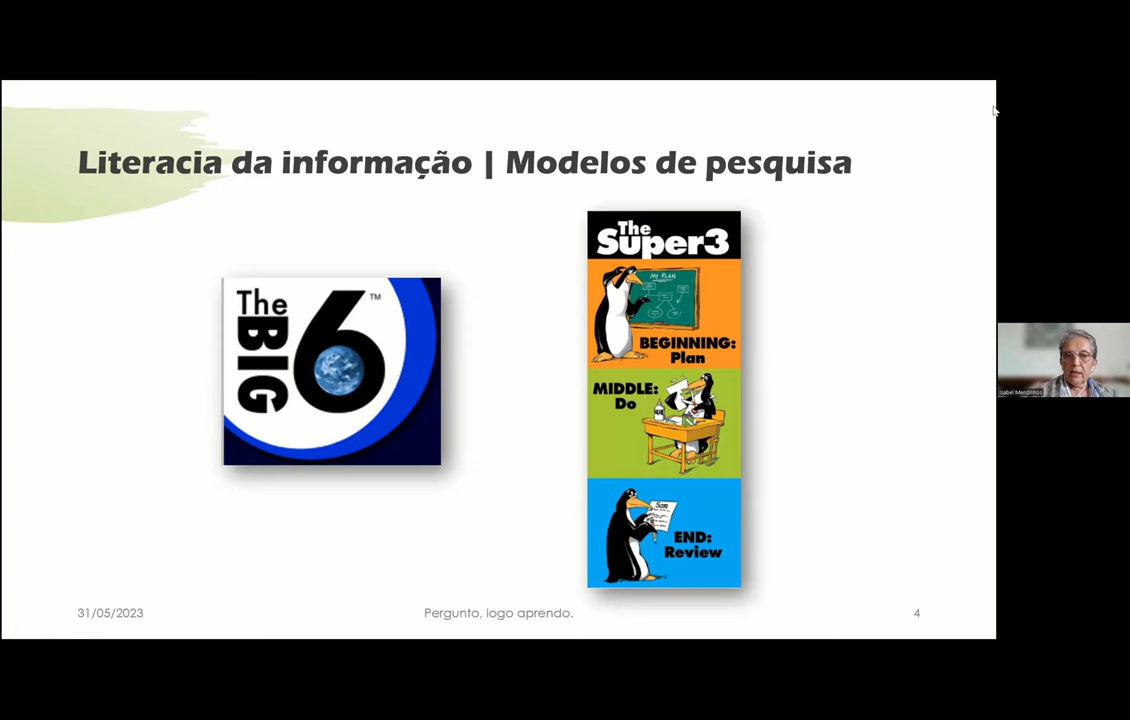 Literacia da informação | Modelos de pesquisa
The
BIG
6
TM
The
Super3
MY PLAN
BEGINNING:
Plan
MIDDLE:
Do
Sam
END:
Review
31/05/2023
Pergunto, logo aprendo.
4
Isabel Mendinhos